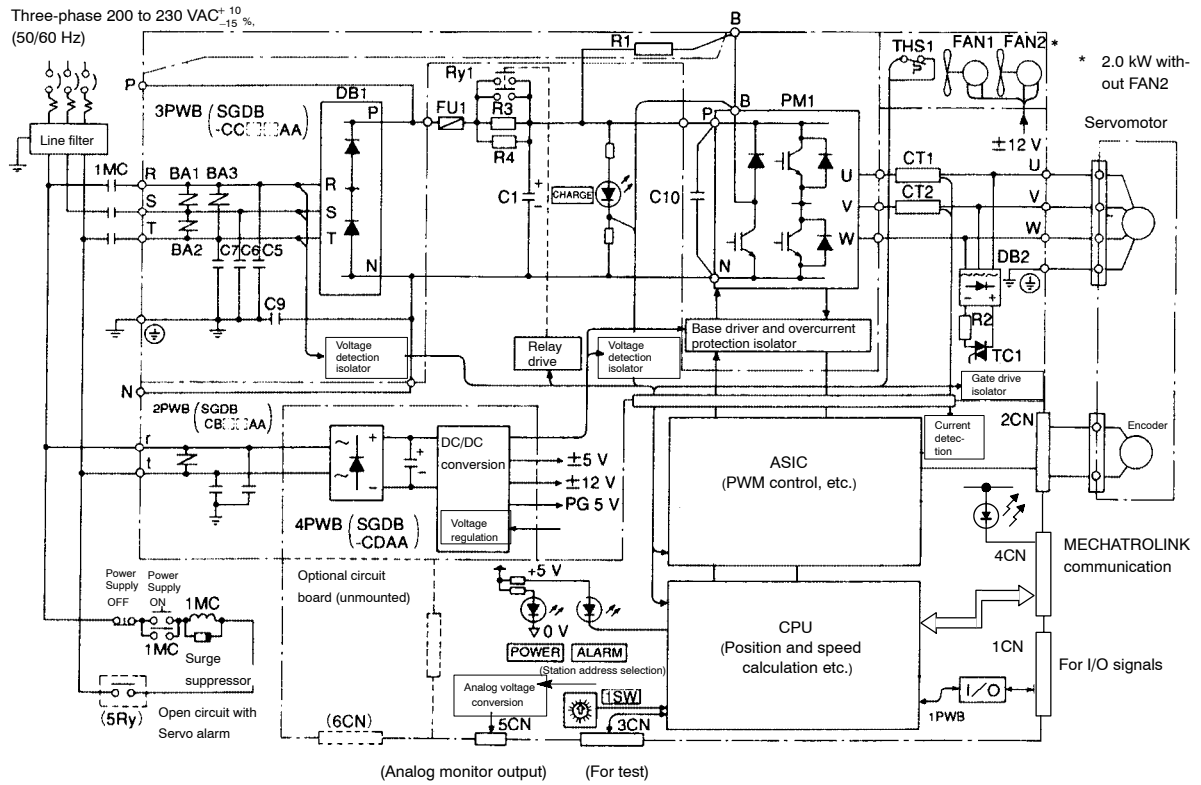 Three-phase 200 to 230 VAC +10 −15 %,
(50/60 Hz)
B
R1
THS1
FAN1
FAN2 *
* 2.0 kW with-
out FAN2
P
Ry1
DB1
3PWB (SGDB
-CC AA)
P
FU1
R3
R4
P
B
PM1
±12 V
Servomotor
Line filter
1MC
R
BA1
BA3
R
S
S
T
T
BA2
C7
C6
C5
C1
+
−
CHARGE
C10
U
CT1
U
V
CT2
V
W
W
N
N
DB2
−
+
C9
R2
TC1
Relay
drive
Voltage
detection
isolator
Voltage
detection
isolator
Base driver and overcurrent
protection isolator
Gate drive
isolator
N
2PWB (SGDB
CB AA)
r
t
~
~
+
−
+
−
DC/DC
conversion
±5 V
±12 V
PG 5 V
Voltage
regulation
4PWB (SGDB
-CDAA)
ASIC
(PWM control, etc.)
Current
detec-
tion
2CN
Encoder
4CN
MECHATROLINK
communication
Optional circuit
board (unmounted)
+5 V
0 V
POWER
ALARM
(Station address selection)
CPU
(Position and speed
calculation etc.)
1CN
For I/O signals
I/O
1PWB
Power
Supply
OFF
Power
Supply
ON
1MC
1MC
Surge
suppressor
(5Ry)
Open circuit with
Servo alarm
Analog voltage
conversion
1SW
(6CN)
5CN
3CN
(Analog monitor output)
(For test)